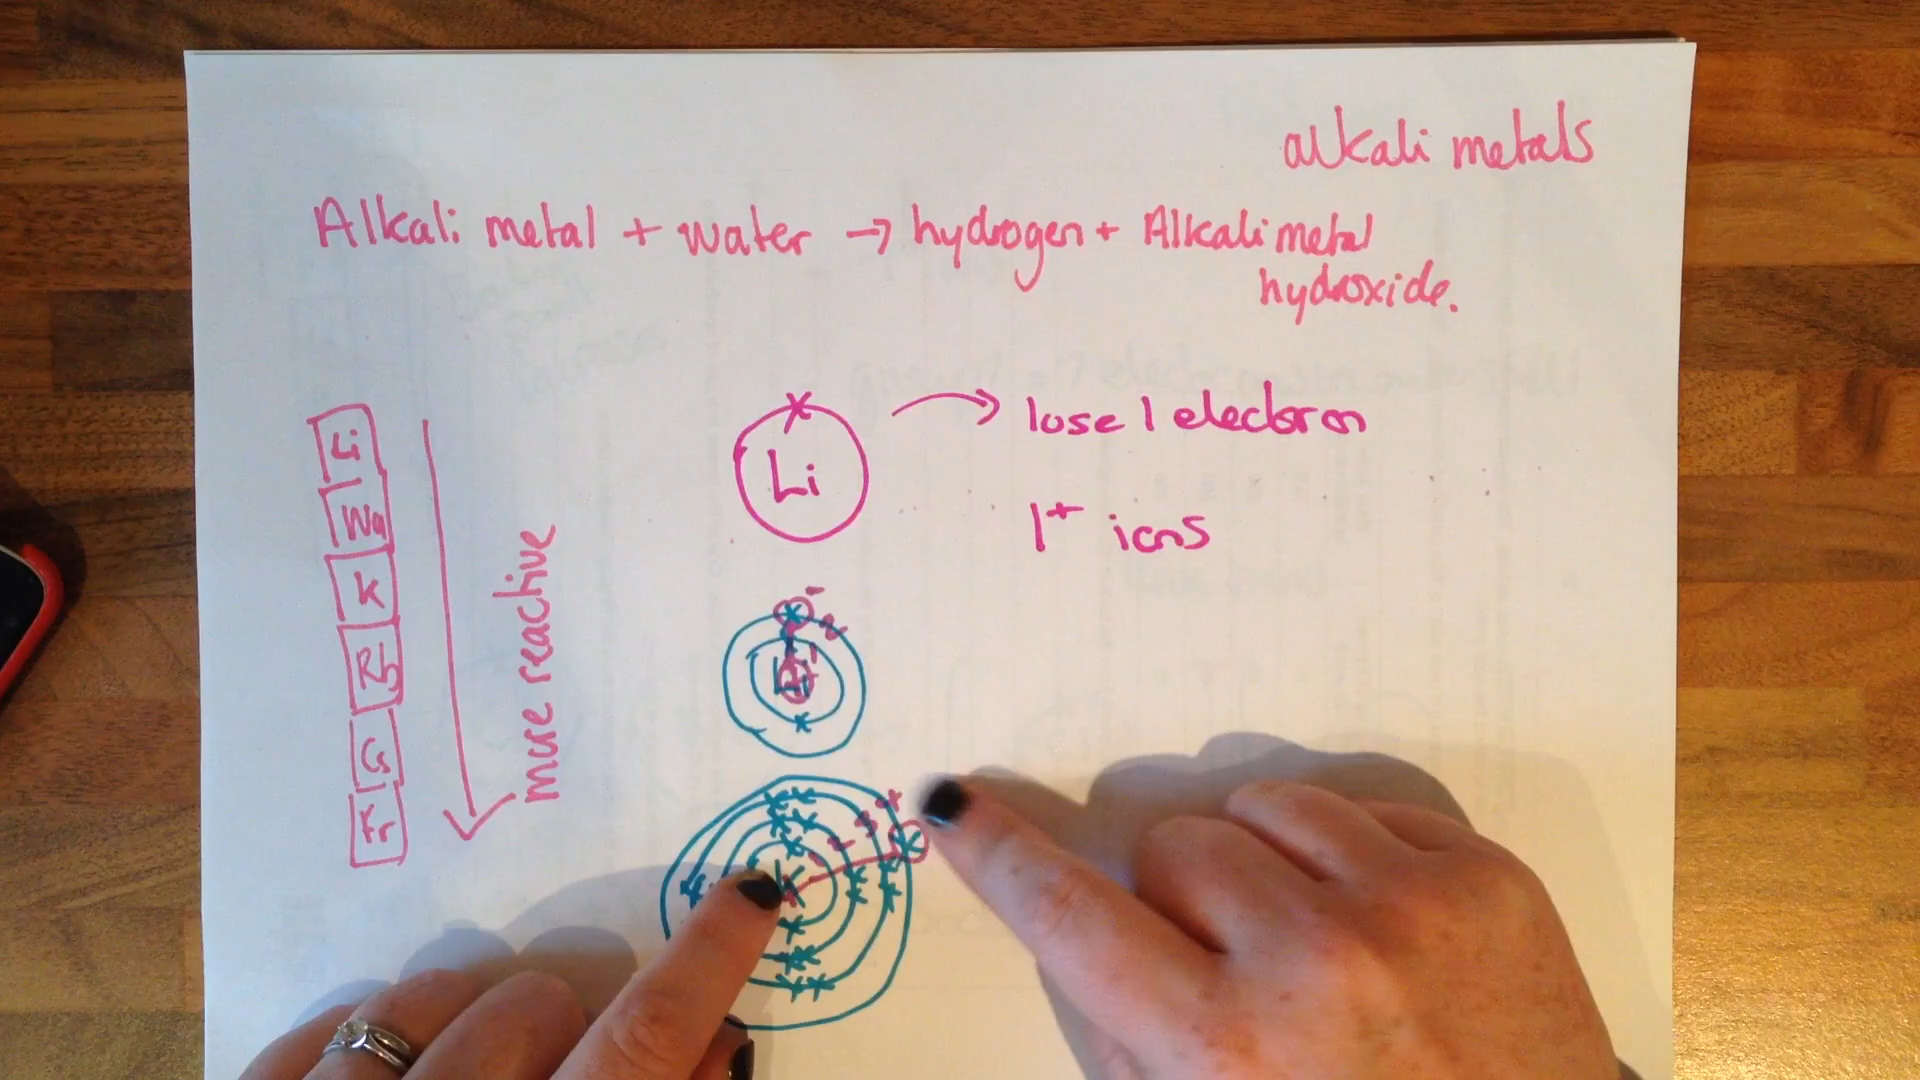 alkali metals
Alkali metal + water → hydrogen + Alkali metal
hydroxide.
Li
Na
K
Rb
Cs
Fr
more reactive
Li
lose 1 electron
1+ ions
Li
K